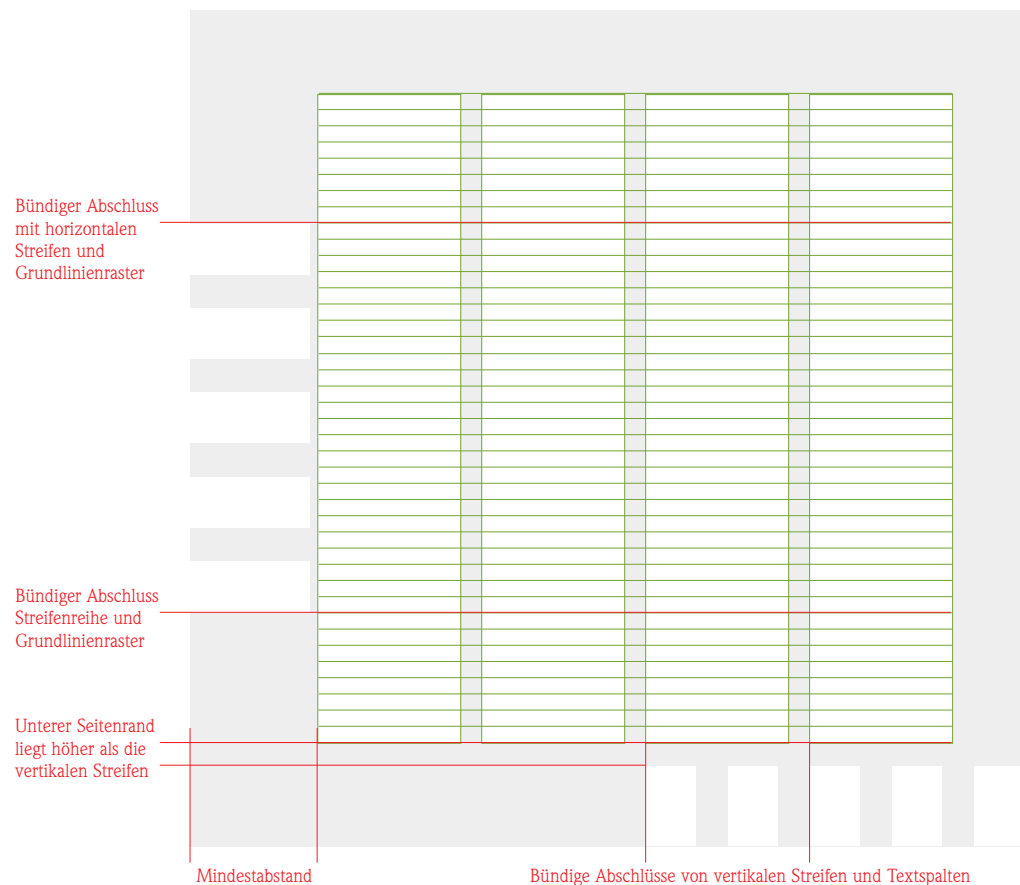 Bündiger Abschluss
mit horizontalen
Streifen und
Grundlinienraster
Bündiger Abschluss
Streifenreihe und
Grundlinienraster
Unterer Seitenrand
liegt höher als die
vertikalen Streifen
Mindestabstand
Bündige Abschlüsse von vertikalen Streifen und Textspalten